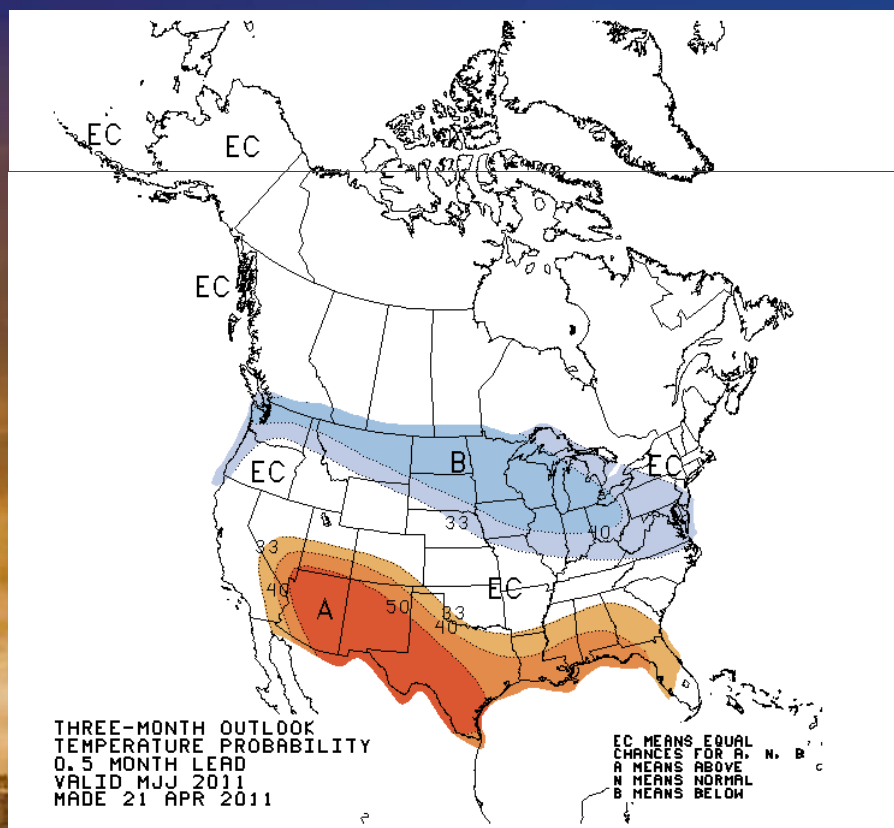 EC
EC
EC
B
EC
EC
33
40
33
EC
40
50
33
A
40
THREE-MONTH OUTLOOK
TEMPERATURE PROBABILITY
0.5 MONTH LEAD
VALID MJJ 2011
MADE 21 APR 2011
EC MEANS EQUAL
CHANCES FOR A, N, B
A MEANS ABOVE
N MEANS NORMAL
B MEANS BELOW